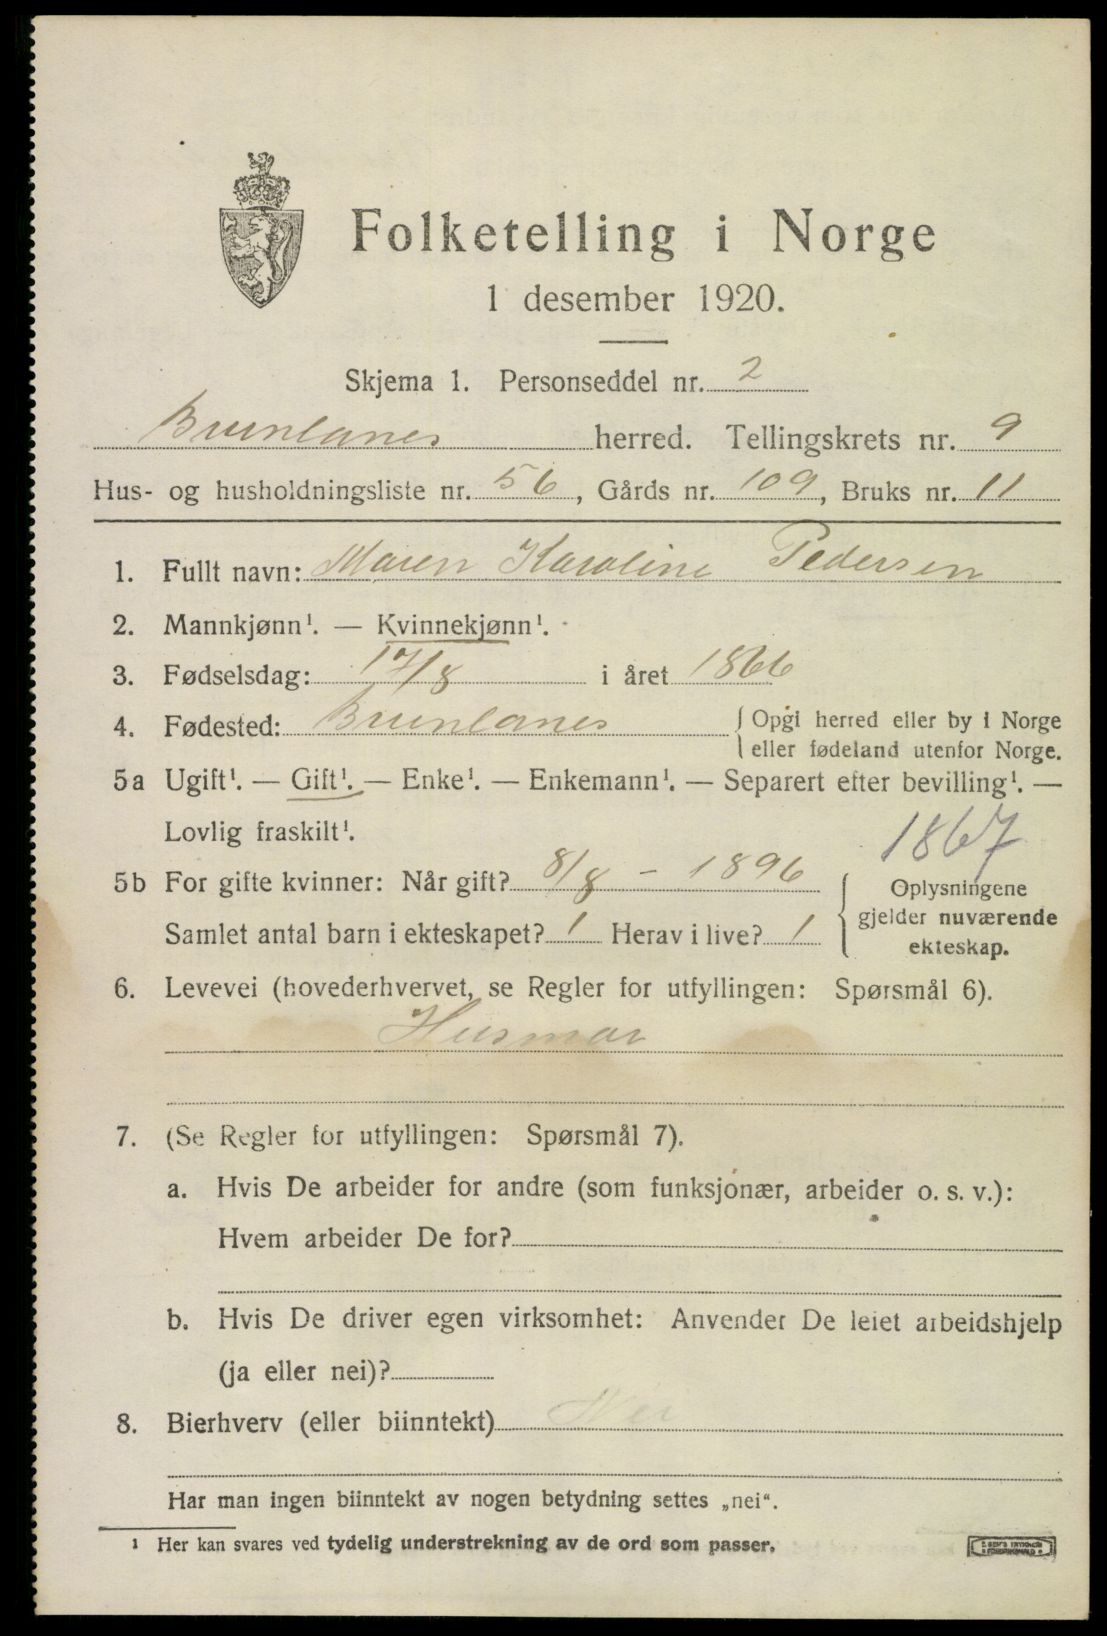 Folketelling i Norge
1 desember 1920.
Skjema 1. Personseddel nr. 2
Brunlanes herred. Tellingskrets nr. 9
Hus- og husholdningsliste nr. 56, Gårds nr. 109, Bruks nr. 11
1. Fullt navn: Maren Karoline Pedersen
2. Mannkjønn¹. — Kvinnekjønn¹.
3. Fødselsdag: 17/8 i året 1866
4. Fødested: Brunlanes { Opgi herred eller by i Norge
eller fødeland utenfor Norge.
5a Ugift¹. — Gift¹. — Enke¹. — Enkemann¹. — Separert efter bevilling¹. —
Lovlig fraskilt¹.
1867
5b For gifte kvinner: Når gift? 8/8 - 1896
Samlet antal barn i ekteskapet? 1 Herav i live? 1
{ Oplysningene
gjelder nuværende
ekteskap.
6. Levevei (hovederhvervet, se Regler for utfyllingen: Spørsmål 6).
Husmor
7. (Se Regler for utfyllingen: Spørsmål 7).
a. Hvis De arbeider for andre (som funksjonær, arbeider o. s. v.):
Hvem arbeider De for?
b. Hvis De driver egen virksomhet: Anvender De leiet arbeidshjelp
(ja eller nei)?
8. Bierhverv (eller biinntekt) Nei
Har man ingen biinntekt av nogen betydning settes „nei".
¹ Her kan svares ved tydelig understrekning av de ord som passer.